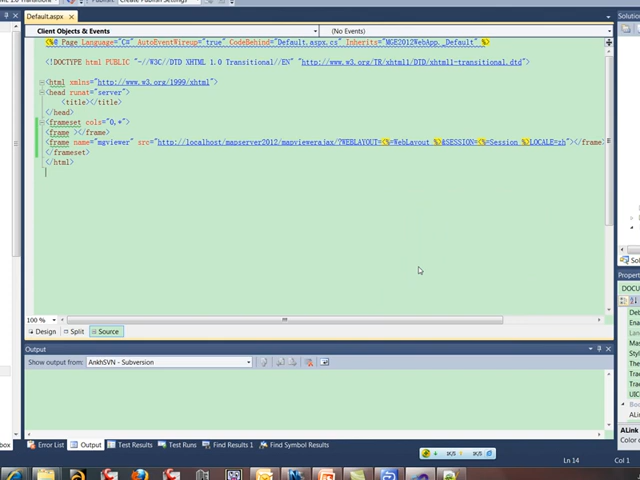 Default.aspx
Client Objects & Events
(No Events)
<%@ Page Language="C#" AutoEventWireup="true" CodeBehind="Default.aspx.cs" Inherits="MGE2012WebApp._Default" %>
<!DOCTYPE html PUBLIC "-//W3C//DTD XHTML 1.0 Transitional//EN" "http://www.w3.org/TR/xhtml1/DTD/xhtml1-transitional.dtd">
<html xmlns="http://www.w3.org/1999/xhtml">
<head runat="server">
<title></title>
</head>
<frameset cols="0,*">
<frame ></frame>
<frame name="mgviewer" src="http://localhost/mapserver2012/mapviewerajax/?WEBLAYOUT=<%=WebLayout %>&SESSION=<%=Session %>LOCALE=zh"></frame>
</frameset>
</html>
100 %
Design
Split
Source
Output
Show output from:
AnkhSVN - Subversion
Error List
Output
Test Results
Test Runs
Find Results 1
Find Symbol Results
Ln 14
Col 1
Solution
Propert
DOCU
ALink
Color